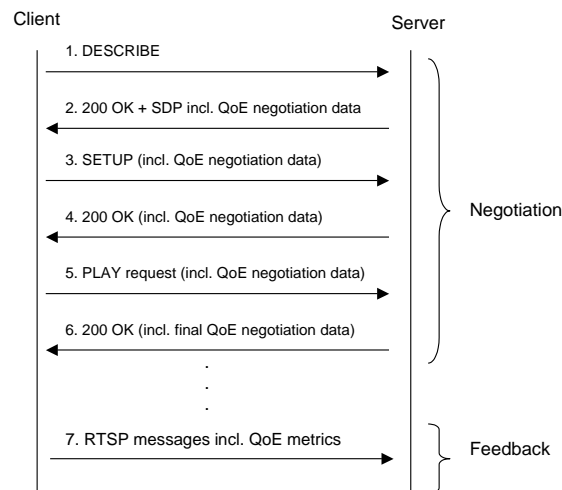 Client
Server
1. DESCRIBE
2. 200 OK + SDP incl. QoE negotiation data
3. SETUP (incl. QoE negotiation data)
4. 200 OK (incl. QoE negotiation data)
Negotiation
5. PLAY request (incl. QoE negotiation data)
6. 200 OK (incl. final QoE negotiation data)
.
.
.
7. RTSP messages incl. QoE metrics
Feedback